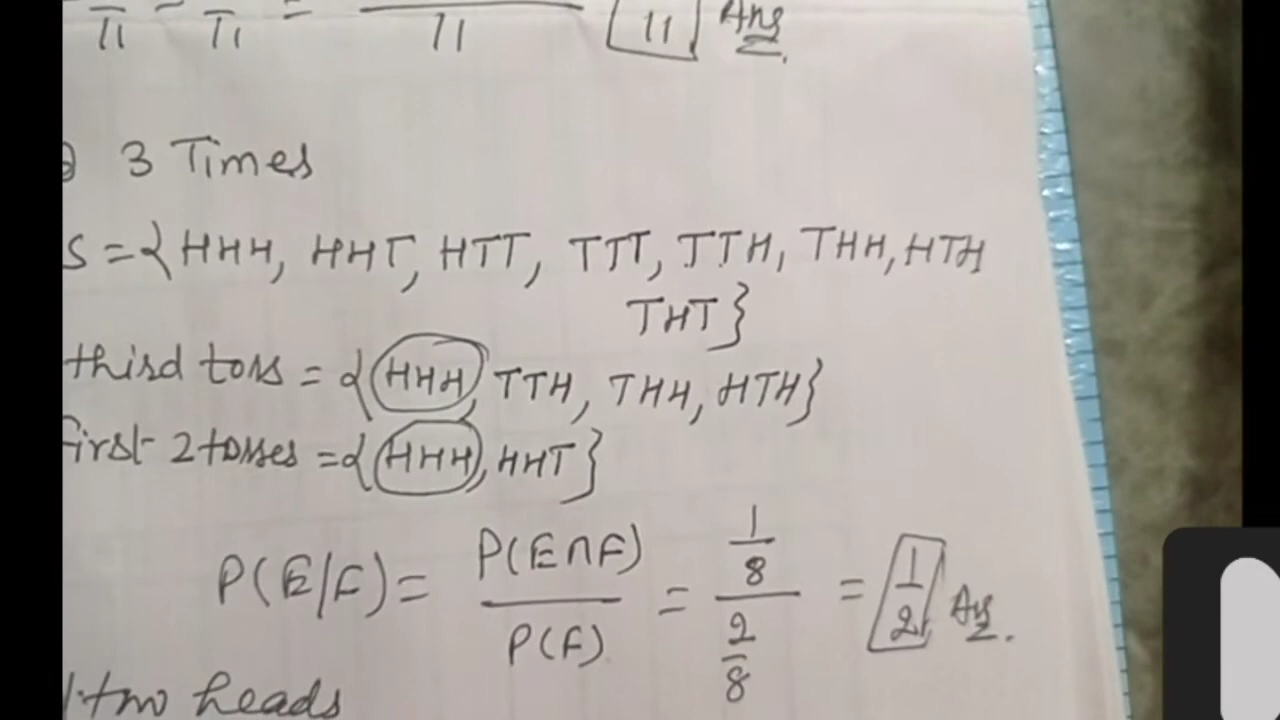 11 - 11 = 11 11 Ans
3 Times
S = {HHH, HHT, HTT, TTT, TTH, THH, HTH
THT}
third toss = {HHH, TTH, THH, HTH}
first 2 tosses = {HHH, HHT}
P(E/F) = P(E∩F) / P(F) = 1/8 / 2/8 = 1/2 Ans.
two heads